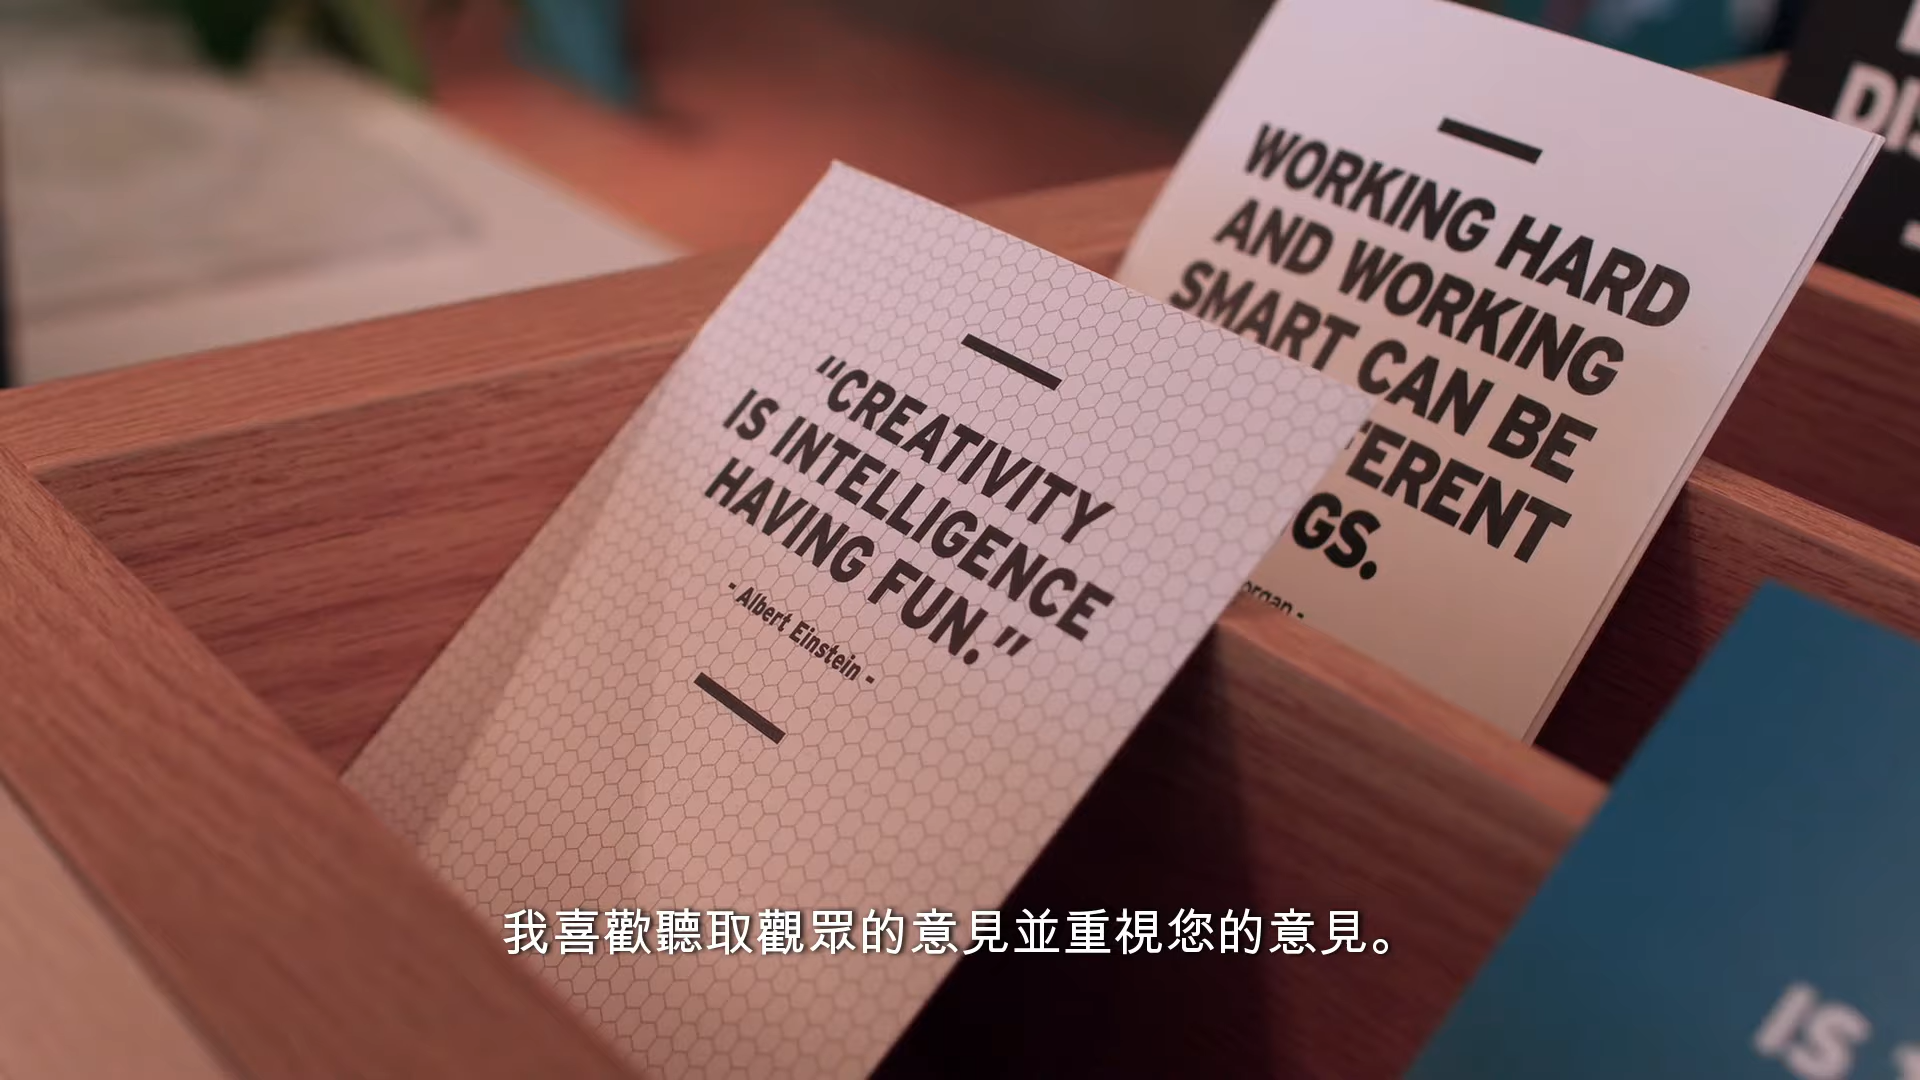 “CREATIVITY
IS INTELLIGENCE
HAVING FUN.”
- Albert Einstein -
WORKING HARD
AND WORKING
SMART CAN BE
FERENT
GS.
organ -
IS
我喜歡聽取觀眾的意見並重視您的意見。